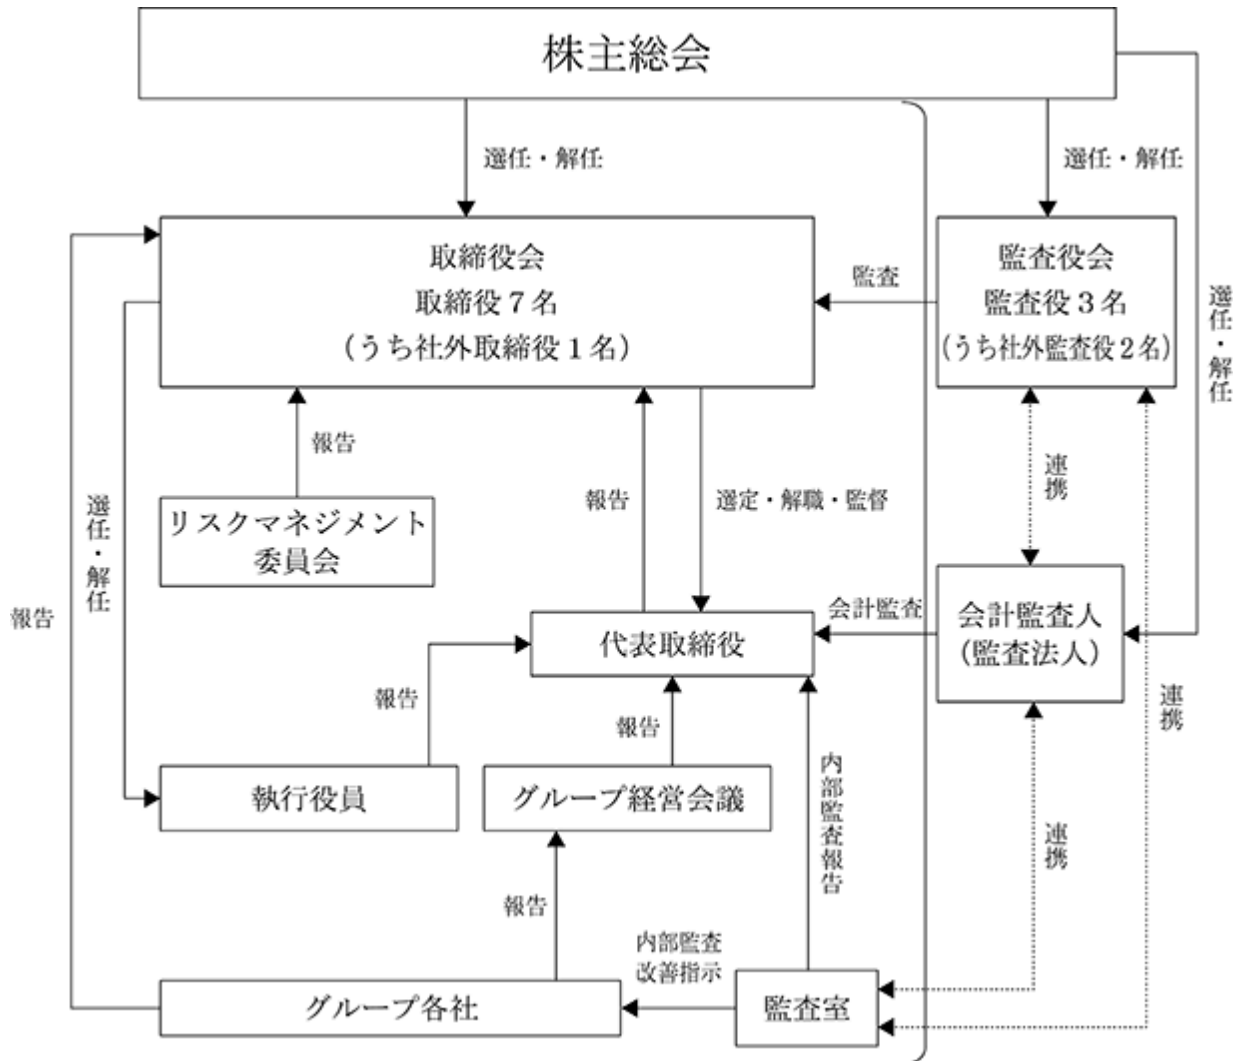 株主総会
選任・解任
選任・解任
選任・解任
取締役会
取締役７名
（うち社外取締役１名）
監査
監査役会
監査役３名
（うち社外監査役２名）
報告
報告
選定・解職・監督
連携
選任・解任
リスクマネジメント
委員会
報告
代表取締役
会計監査
会計監査人
（監査法人）
報告
報告
連携
執行役員
グループ経営会議
内部監査報告
連携
報告
内部監査
改善指示
グループ各社
監査室